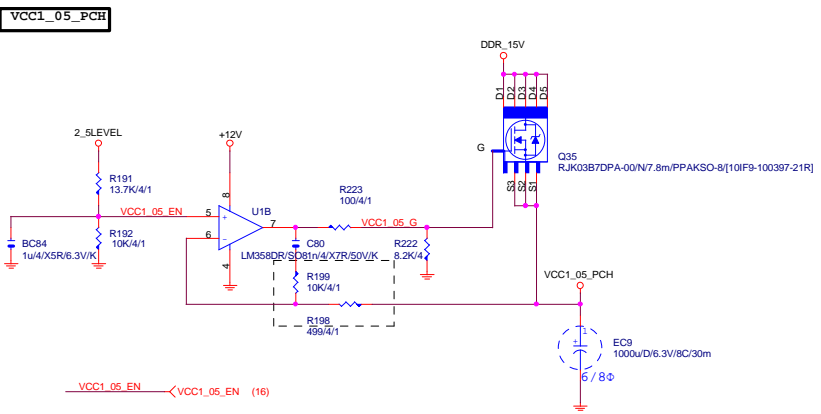 VCC1_05_PCH
DDR_15V
D1
D2
D3
D4
D5
G
Q35
RJK03B7DPA-00/N/7.8m/PPAKSO-8/[10IF9-100397-21R]
S3
S2
S1
2_5LEVEL
+12V
R191
13.7K/4/1
VCC1_05_EN
R192
10K/4/1
BC84
1u/4/X5R/6.3V/K
8
5
+
6
-
4
U1B
7
LM358DR/SO8
R223
100/4/1
VCC1_05_G
C80
1n/4/X7R/50V/K
R222
8.2K/4
R199
10K/4/1
R198
499/4/1
VCC1_05_PCH
1
+
EC9
1000u/D/6.3V/8C/30m
6/8Φ
VCC1_05_EN
VCC1_05_EN (16)